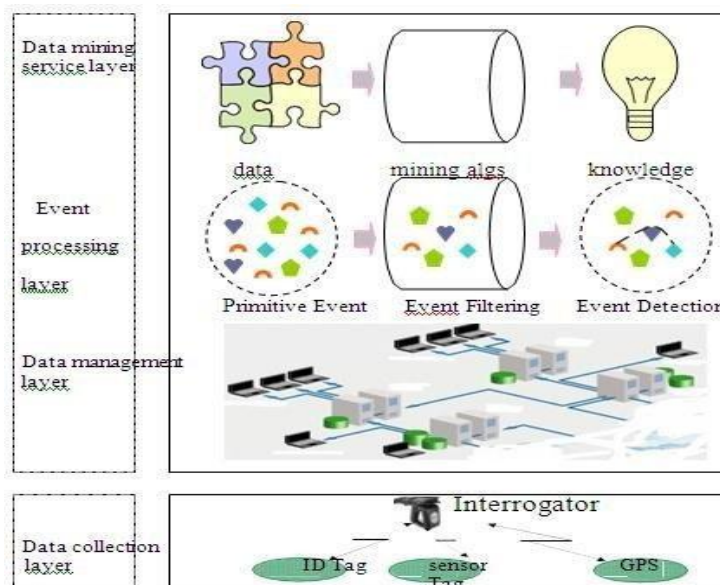 Data mining
service layer
data
mining algs
knowledge
Event
processing
layer
Primitive Event
Event Filtering
Event Detection
Data management
layer
Interrogator
Data collection
layer
ID Tag
sensor
Tag
GPS